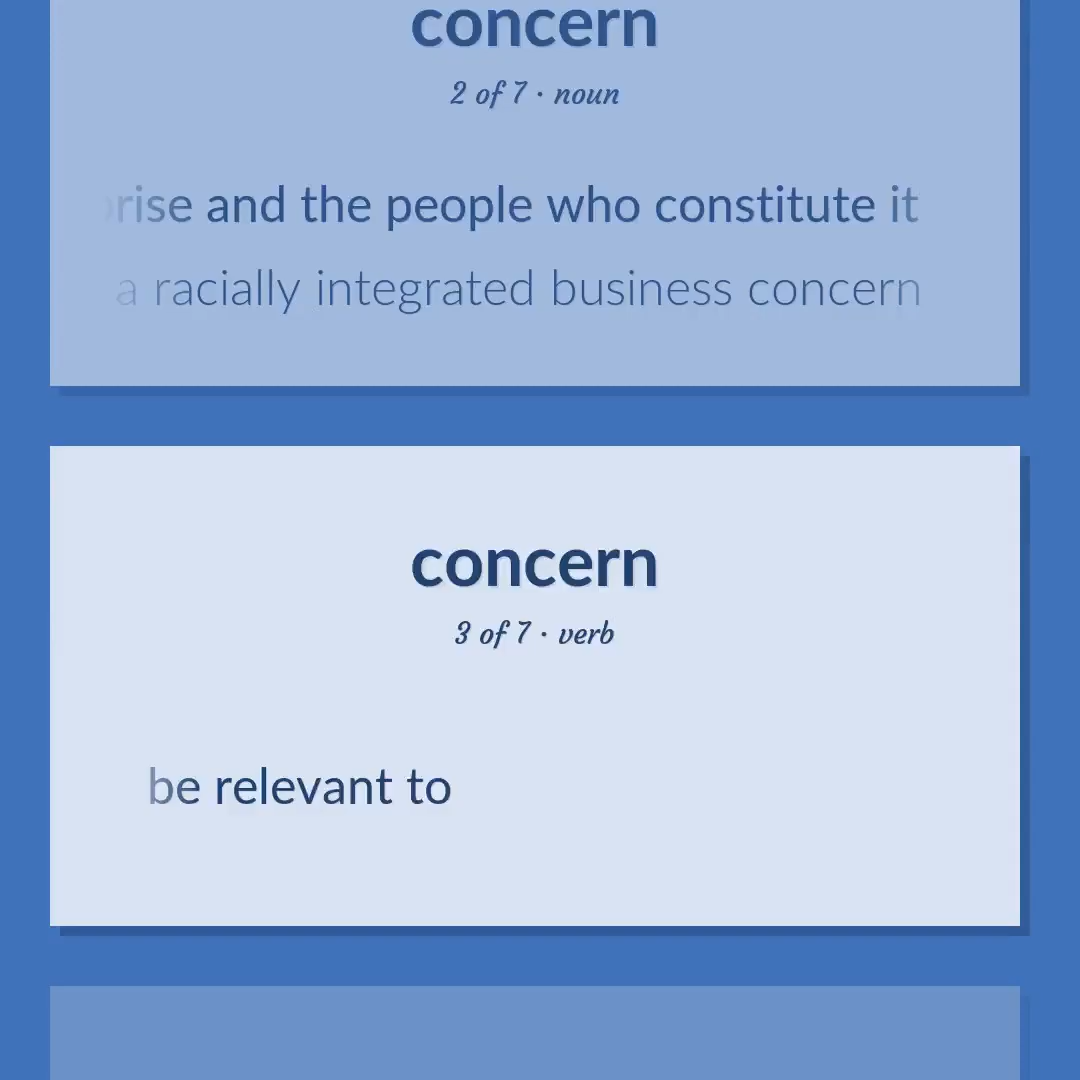 concern
2 of 7 · noun
and the people who constitute it
a racially integrated business concern
concern
3 of 7 · verb
be relevant to